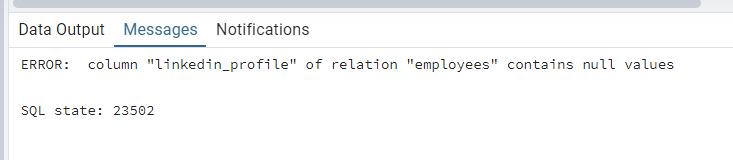 Data Output Messages Notifications
ERROR:  column "linkedin_profile" of relation "employees" contains null values
SQL state: 23502